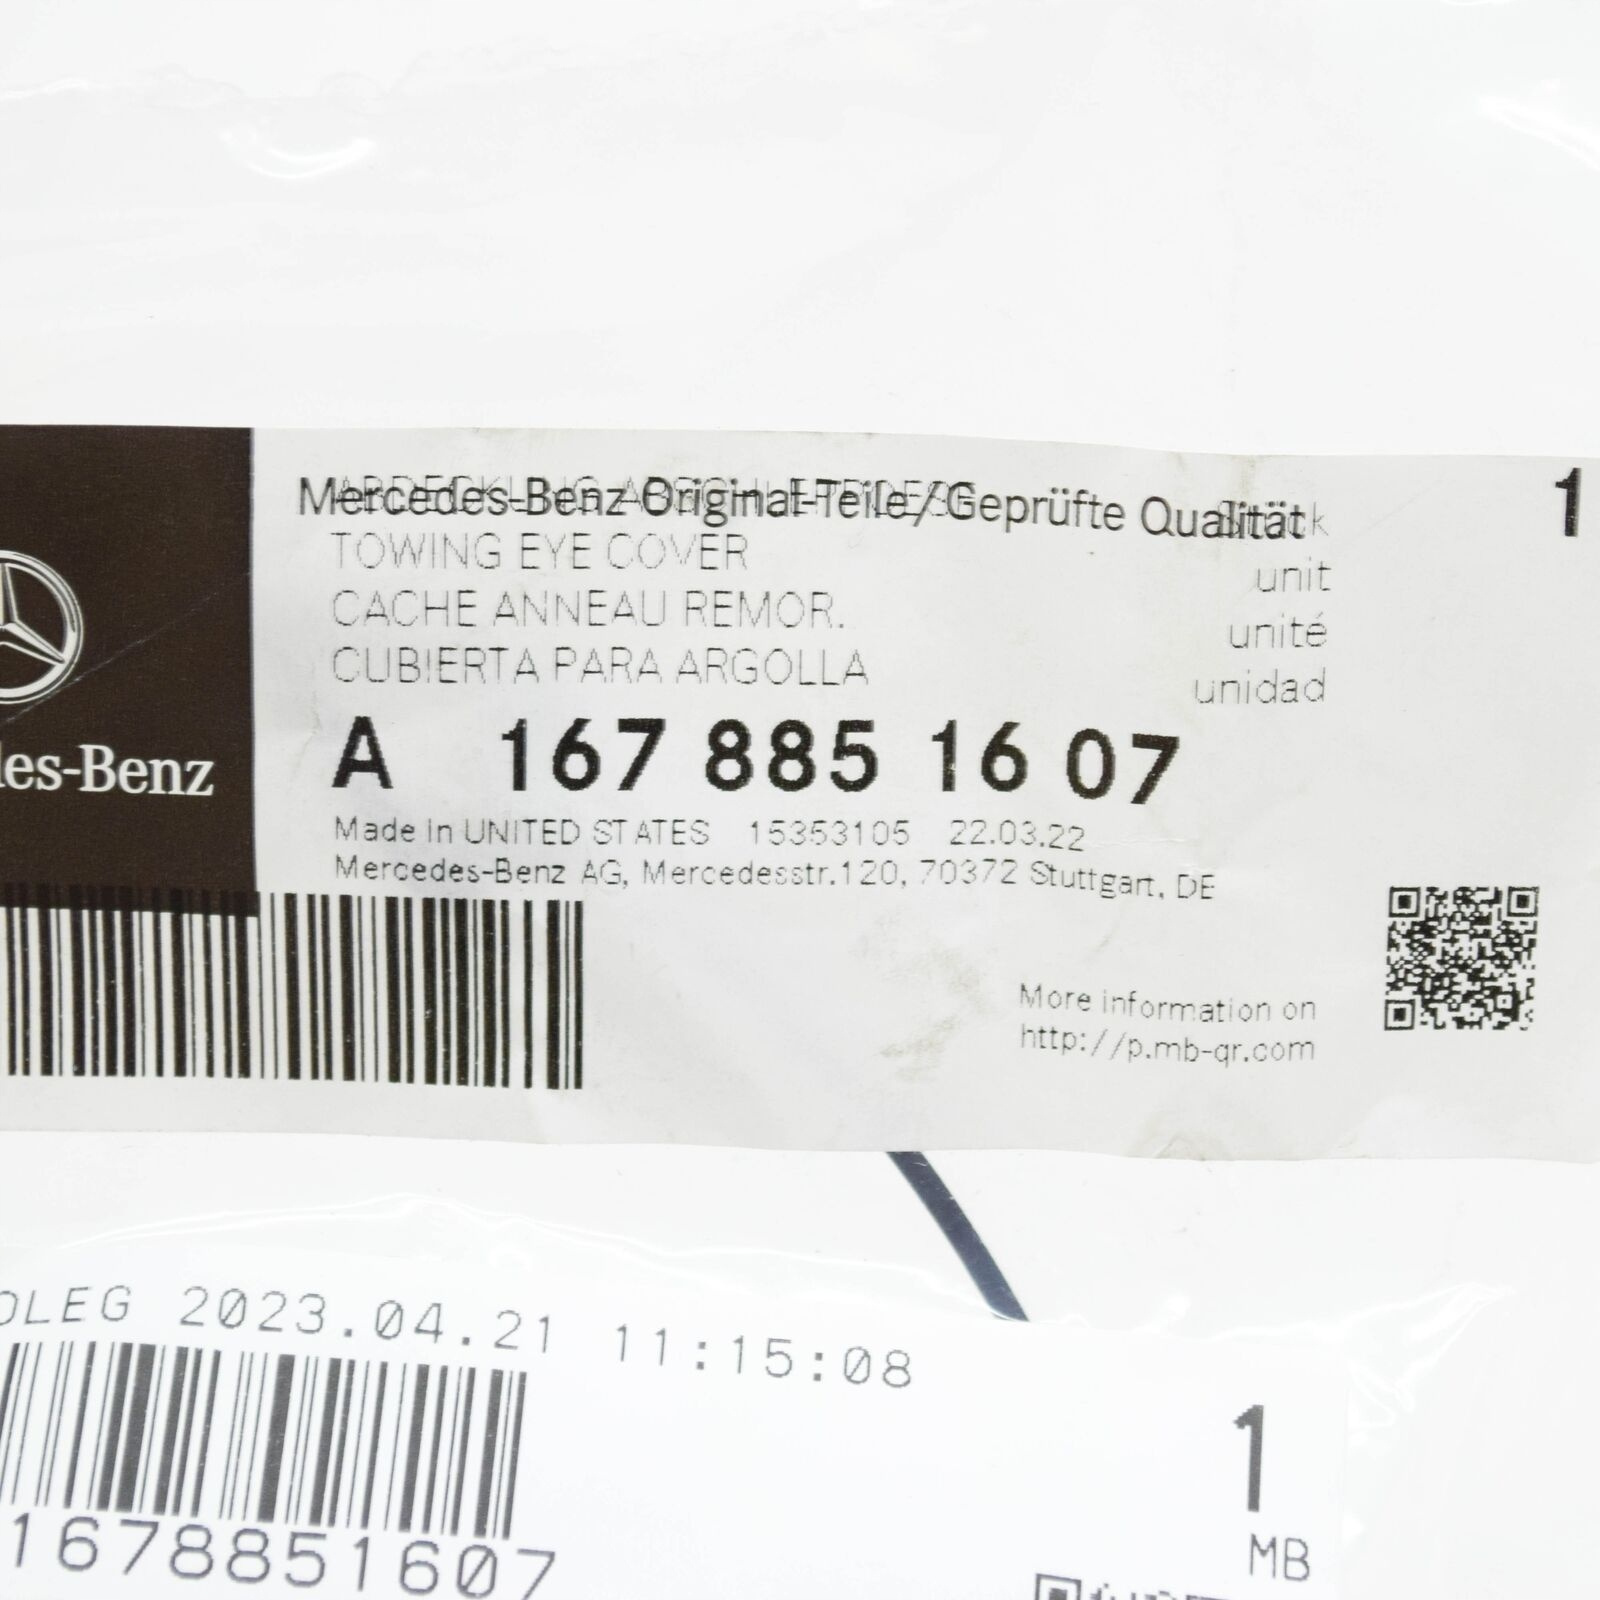 Mercedes-Benz Original-Teile/Geprüfte Qualität
1
TOWING EYE COVER
unit
CACHE ANNEAU REMOR.
unité
CUBIERTA PARA ARGOLLA
unidad
des-Benz
A 167 885 16 07
Made in UNITED STATES 15353105 22.03.22
Mercedes-Benz AG, Mercedesstr.120, 70372 Stuttgart, DE
More information on
http://p.mb-qr.com
OLEG 2023.04.21 11:15:08
1
MB
1678851607